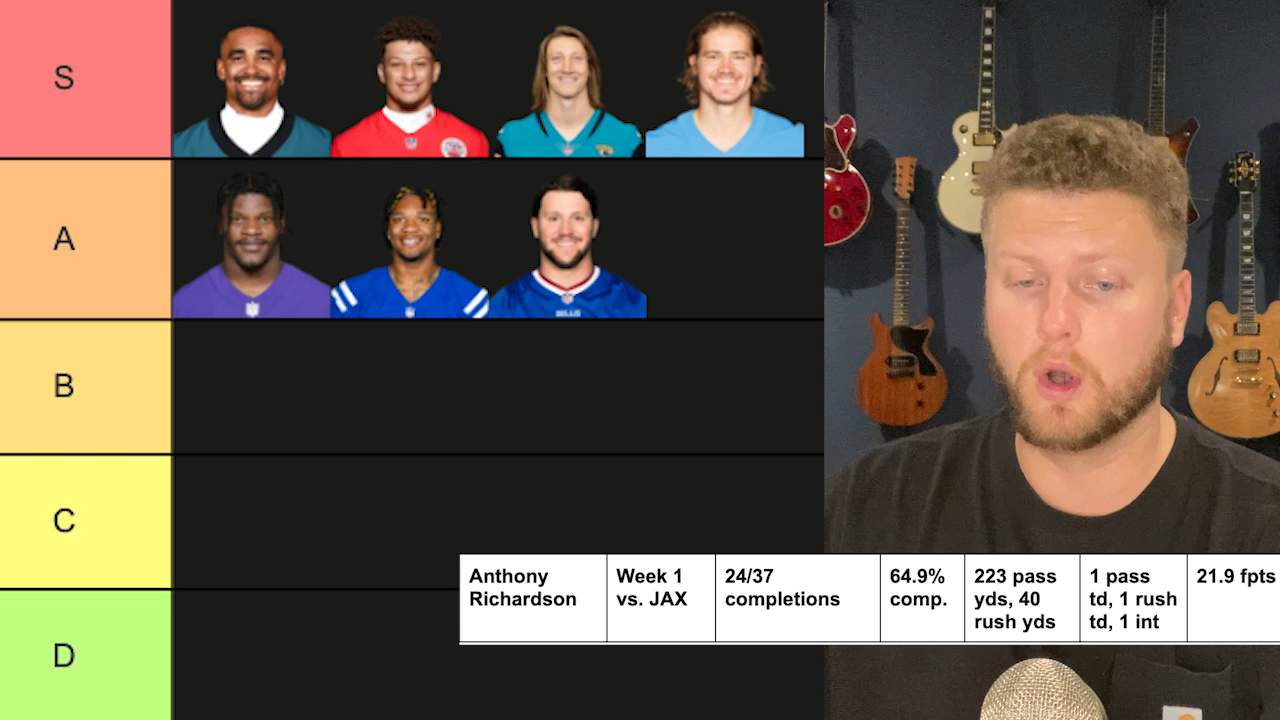 S
A
BILLS
B
C
Anthony
Richardson
Week 1
vs. JAX
24/37
completions
64.9%
comp.
223 pass
yds, 40
rush yds
1 pass
td, 1 rush
td, 1 int
21.9 fpts
D